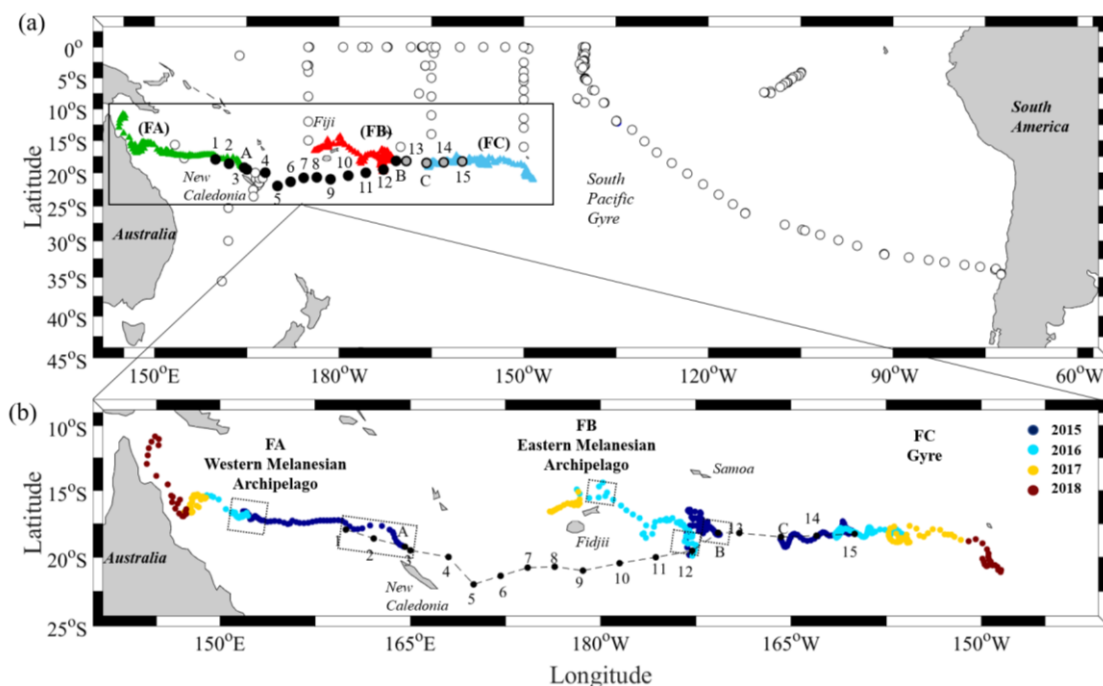 (a)
0°
5°S
10°S
15°S
20°S
25°S
30°S
35°S
40°S
45°S
Latitude
(FA)
1
2
A
3
4
5
6
7
8
9
10
11
12
B
13
C
14
15
Fiji
(FB)
(FC)
New
Caledonia
Australia
South
Pacific
Gyre
South
America
150°E
180°W
150°W
120°W
90°W
60°W
(b)
10°S
15°S
20°S
25°S
Latitude
FA
Western Melanesian
Archipelago
FB
Eastern Melanesian
Archipelago
FC
Gyre
2015
2016
2017
2018
Samoa
Australia
Fidjii
New
Caledonia
1
2
A
3
4
5
6
7
8
9
10
11
12
B
13
C
14
15
150°E
165°E
180°W
165°W
150°W
Longitude